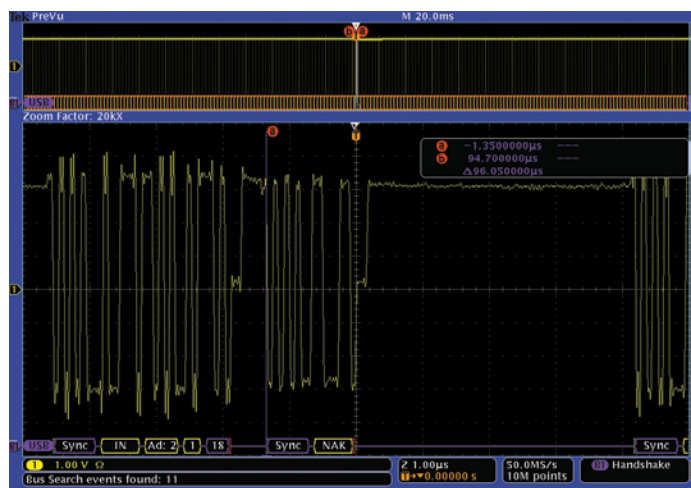 Tek PreVu M 20.0ms
b a
1
B1 USB
Zoom Factor: 20kX
a
T
a −1.3500000µs ---
b 94.700000µs ---
Δ96.050000µs
1
B1 USB Sync IN Ad: 2 1 18 Sync NAK Sync
1 1.00 V Ω Z 1.00µs 50.0MS/s B1 Handshake
T→▼0.00000 s 10M points
Bus Search events found: 11